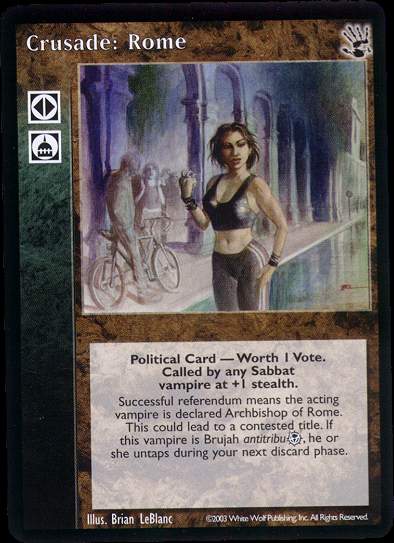 Crusade: Rome
Political Card — Worth 1 Vote.
Called by any Sabbat
vampire at +1 stealth.
Successful referendum means the acting
vampire is declared Archbishop of Rome.
This could lead to a contested title. If
this vampire is Brujah antitribu, he or
she untaps during your next discard phase.
Illus. Brian LeBlanc
©2003 White Wolf Publishing, Inc. All Rights Reserved.